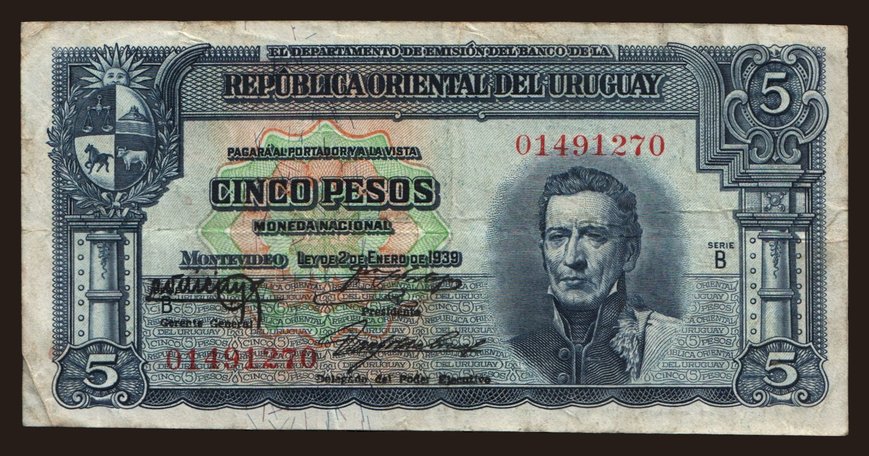 EL DEPARTAMENTO DE EMISIÓN DEL BANCO DE LA
REPÚBLICA ORIENTAL DEL URUGUAY
5
PAGARÁ AL PORTADOR Y A LA VISTA
01491270
CINCO PESOS
MONEDA NACIONAL
MONTEVIDEO LEY DE 2 DE ENERO DE 1939
SERIE
B
B
Gerente General
Presidente
01491270
Delegado del Poder Ejecutivo
5
5